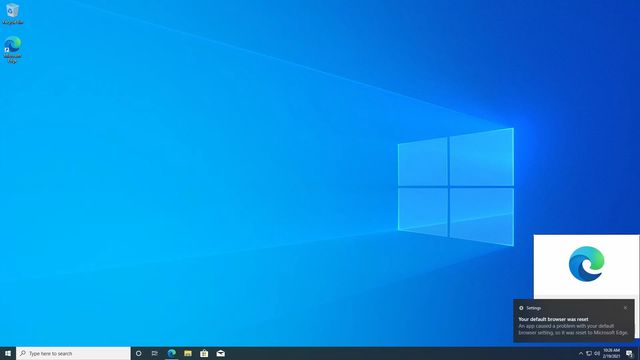 Recycle Bin
Microsoft
Edge
Settings
Your default browser was reset
An app caused a problem with your default
browser setting, so it was reset to Microsoft Edge.
Type here to search
10:26 AM
2/19/2021